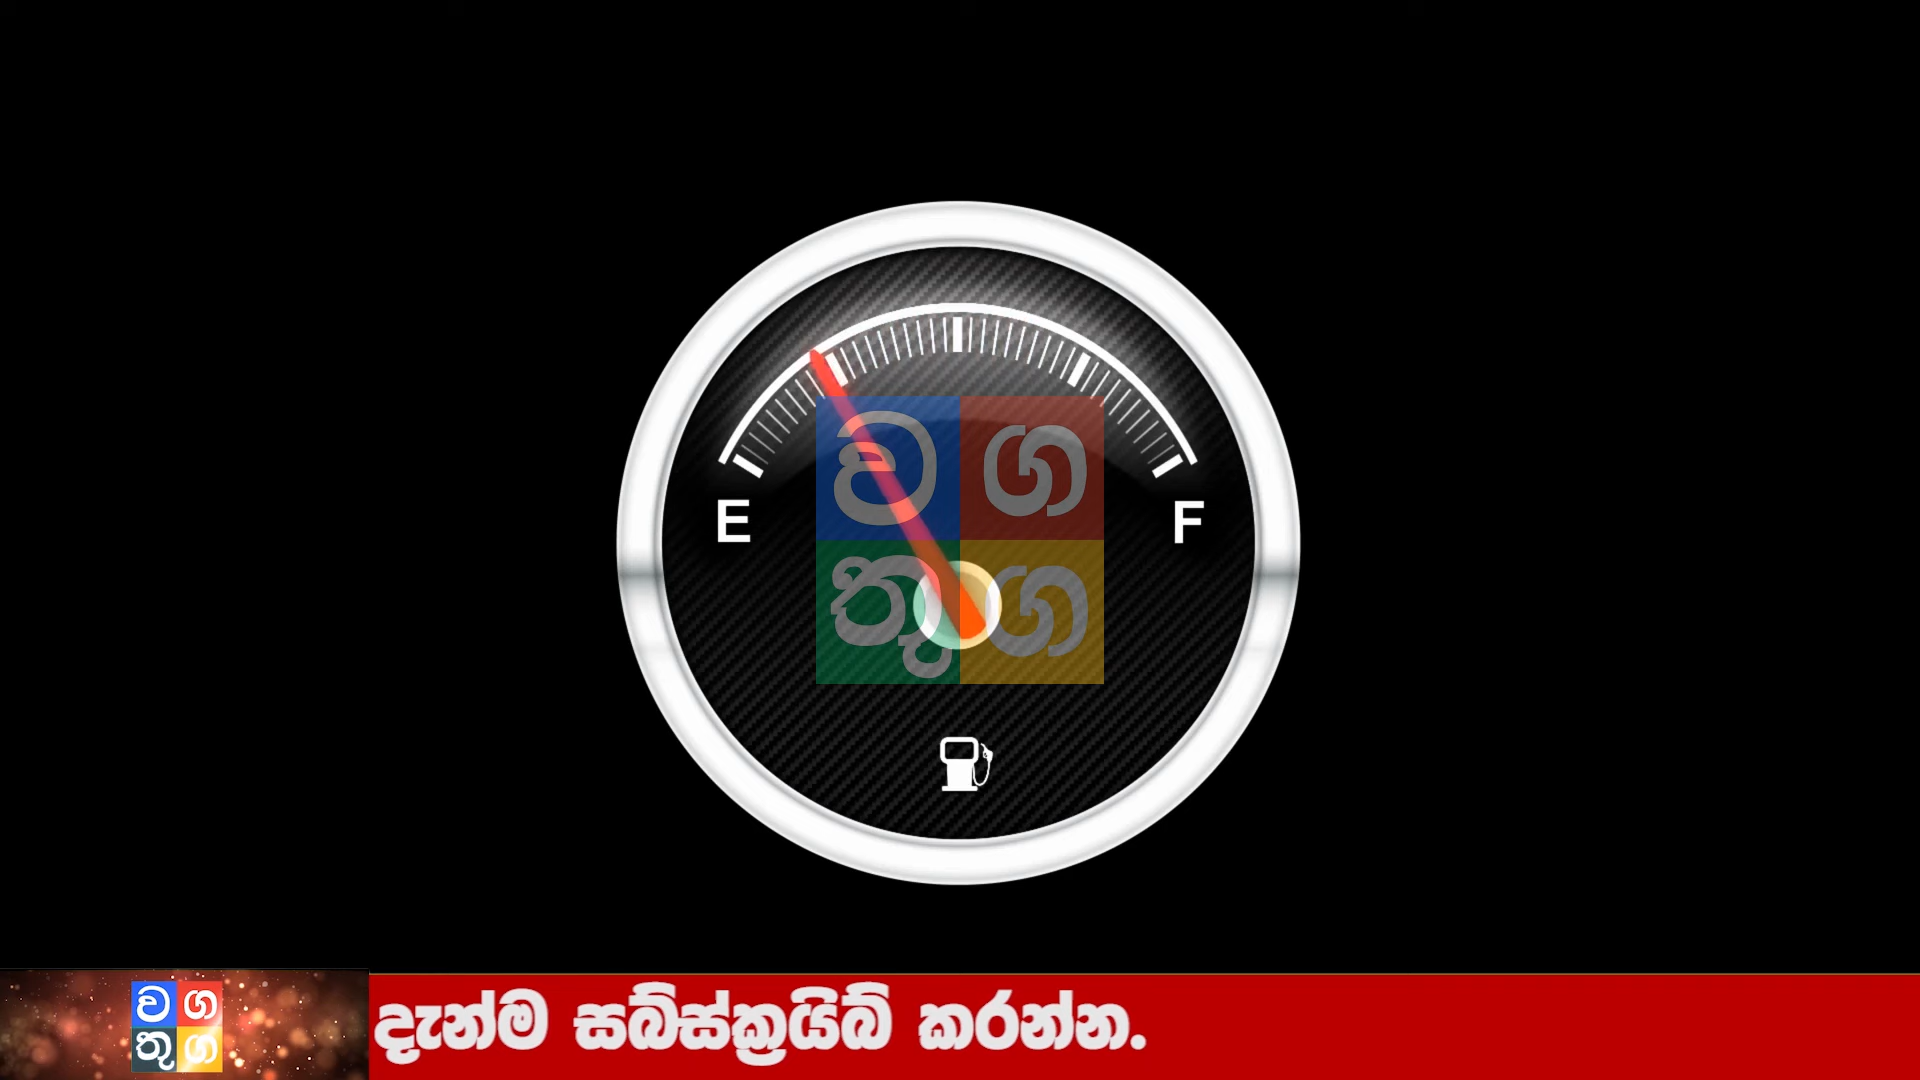 E
F
ව ග
තු ග
ව ග
තු ග
දැන්ම සබ්ස්ක්‍රයිබ් කරන්න.